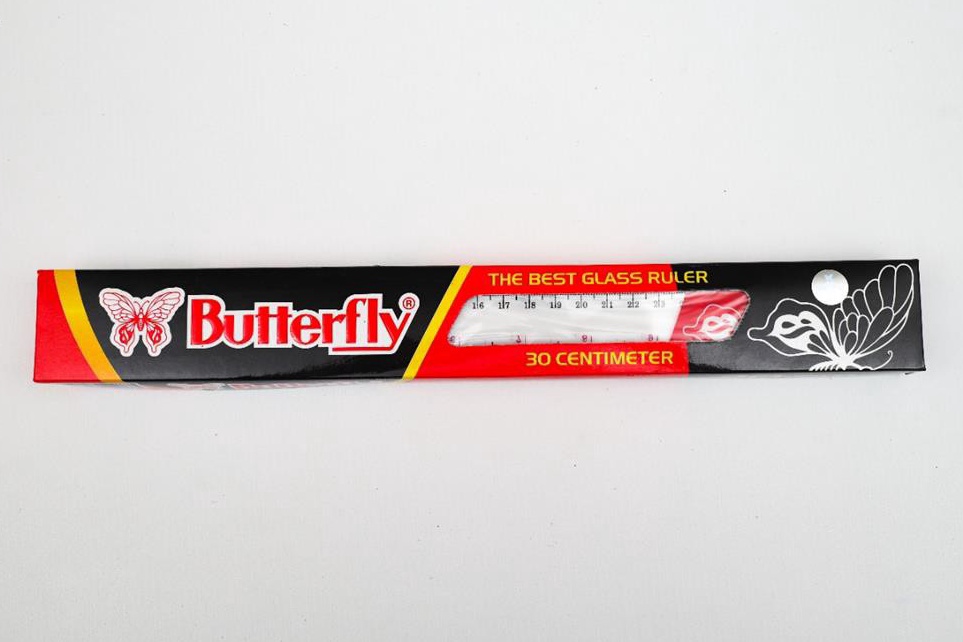 Butterfly®
THE BEST GLASS RULER
16 17 18 19 20 21 22 23
30 CENTIMETER